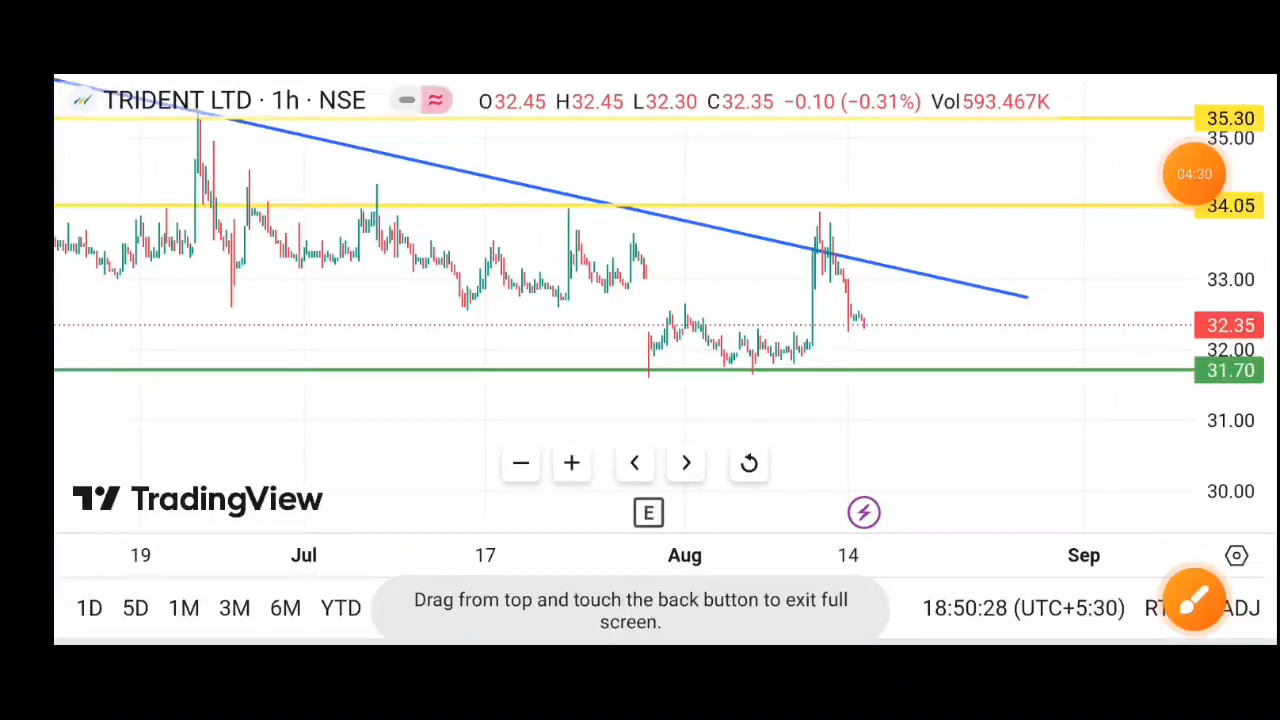 TRIDENT LTD · 1h · NSE
O32.45 H32.45 L32.30 C32.35 −0.10 (−0.31%) Vol593.467K
35.30
35.00
04:30
34.05
33.00
32.35
32.00
31.70
31.00
30.00
TradingView
E
19 Jul 17 Aug 14 Sep
1D 5D 1M 3M 6M YTD
Drag from top and touch the back button to exit full
screen.
18:50:28 (UTC+5:30)
ADJ